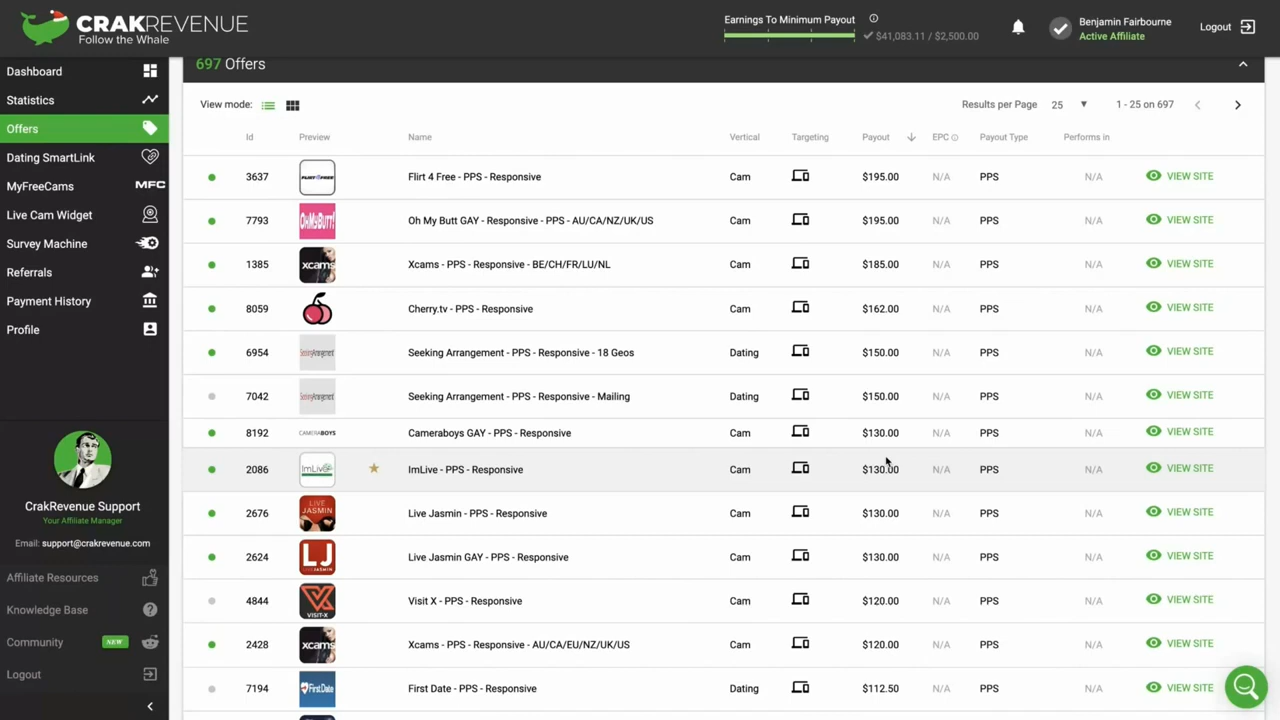 CRAKREVENUE
Follow the Whale
Earnings To Minimum Payout
$41,083.11 / $2,500.00
Benjamin Fairbourne
Active Affiliate
Logout
Dashboard
Statistics
Offers
Dating SmartLink
MyFreeCams MFC
Live Cam Widget
Survey Machine
Referrals
Payment History
Profile
CrakRevenue Support
Your Affiliate Manager
Email: support@crakrevenue.com
Affiliate Resources
Knowledge Base
Community NEW
Logout
697 Offers
View mode: Results per Page 25 1 - 25 on 697
Id Preview Name Vertical Targeting Payout EPC Payout Type Performs in
3637 FLIRT4FREE Flirt 4 Free - PPS - Responsive Cam $195.00 N/A PPS N/A VIEW SITE
7793 OhMyButt! Oh My Butt GAY - Responsive - PPS - AU/CA/NZ/UK/US Cam $195.00 N/A PPS N/A VIEW SITE
1385 xcams Xcams - PPS - Responsive - BE/CH/FR/LU/NL Cam $185.00 N/A PPS N/A VIEW SITE
8059 Cherry.tv - PPS - Responsive Cam $162.00 N/A PPS N/A VIEW SITE
6954 SeekingArrangement Seeking Arrangement - PPS - Responsive - 18 Geos Dating $150.00 N/A PPS N/A VIEW SITE
7042 SeekingArrangement Seeking Arrangement - PPS - Responsive - Mailing Dating $150.00 N/A PPS N/A VIEW SITE
8192 CAMERABOYS Cameraboys GAY - PPS - Responsive Cam $130.00 N/A PPS N/A VIEW SITE
2086 ImLive ImLive - PPS - Responsive Cam $130.00 N/A PPS N/A VIEW SITE
2676 LIVE JASMIN Live Jasmin - PPS - Responsive Cam $130.00 N/A PPS N/A VIEW SITE
2624 LJ LIVEJASMIN Live Jasmin GAY - PPS - Responsive Cam $130.00 N/A PPS N/A VIEW SITE
4844 VISIT-X Visit X - PPS - Responsive Cam $120.00 N/A PPS N/A VIEW SITE
2428 xcams Xcams - PPS - Responsive - AU/CA/EU/NZ/UK/US Cam $120.00 N/A PPS N/A VIEW SITE
7194 FirstDate First Date - PPS - Responsive Dating $112.50 N/A PPS N/A VIEW SITE